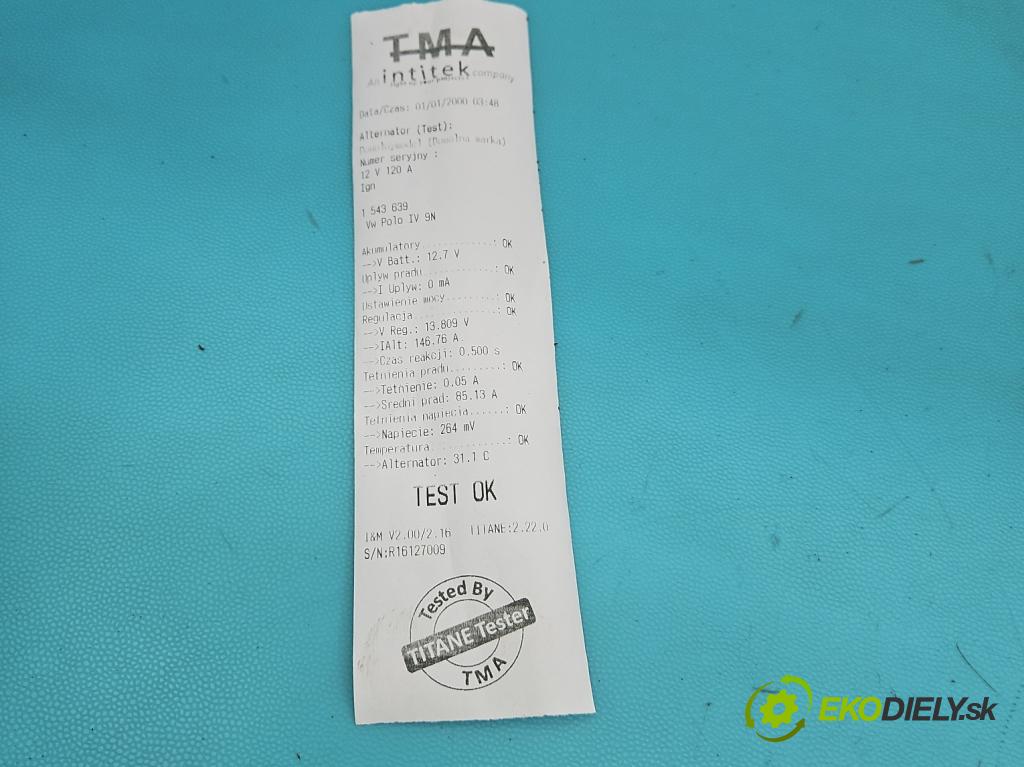 TMA
An intitek company
Data/Czas: 01/01/2000 03:48
Alternator (Test):
(Dowolna marka)
Numer seryjny :
12 V 120 A
Ign
1 543 639
Vw Polo IV 9N
Akumulatory..........: OK
-->V Batt.: 12.7 V
Uplyw pradu..........: OK
-->I Uplyw: 0 mA
Ustawienie mocy.......: OK
Regulacja............: OK
-->V Reg.: 13.809 V
-->IAlt: 146.76 A
-->Czas reakcji: 0.500 s
Tetnienia pradu........: OK
-->Tetnienie: 0.05 A
-->Sredni prad: 85.13 A
Tetnienia napiecia......: OK
-->Napiecie: 264 mV
Temperatura...........: OK
-->Alternator: 31.1 C
TEST OK
I&M V2.00/2.16 TITANE:2.22.0
S/N:R16127009
Tested By
TITANE Tester
TMA
EKODIELY.sk